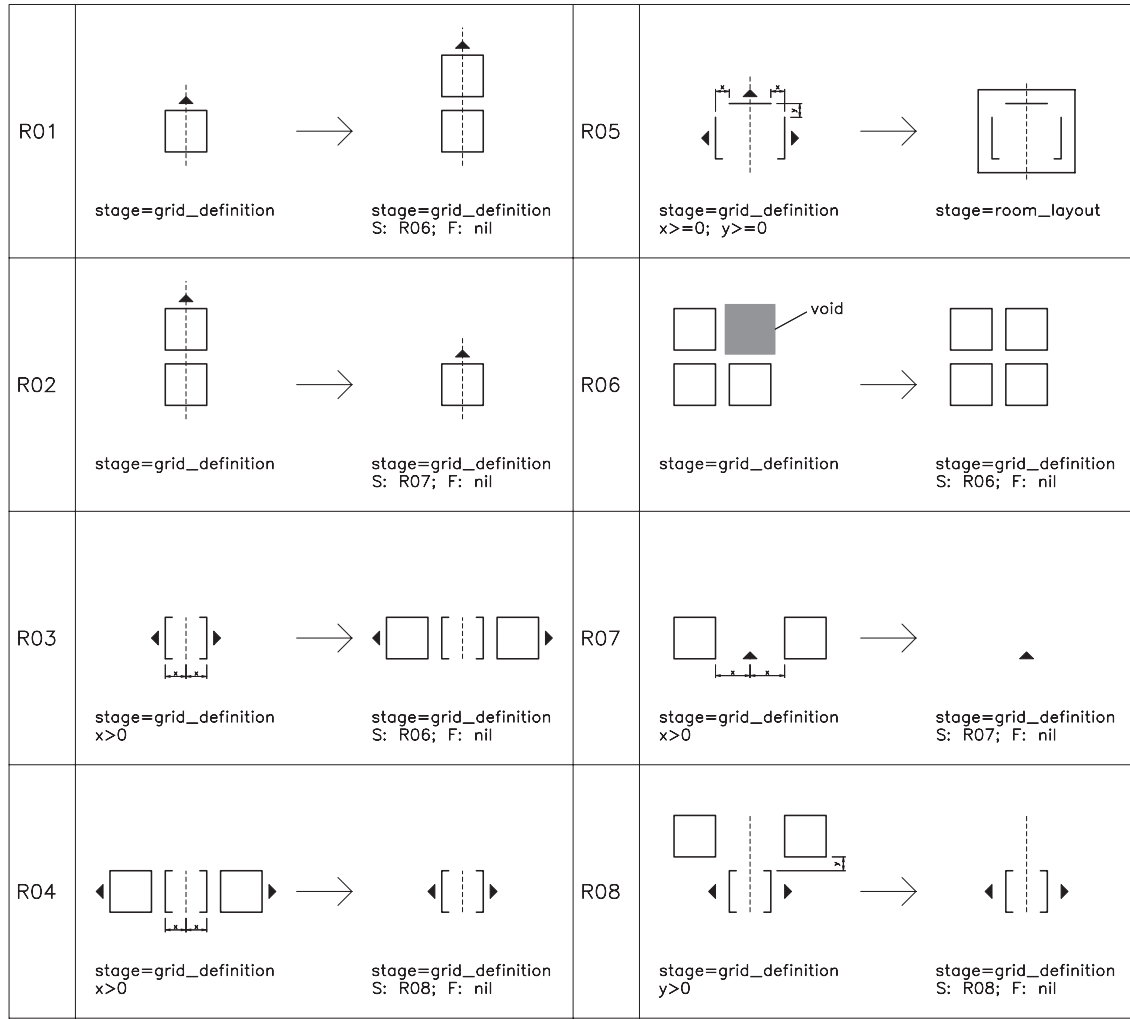 R01
stage=grid_definition
stage=grid_definition
S: R06; F: nil
R05
x
x
y
stage=grid_definition
x>=0; y>=0
stage=room_layout
R02
stage=grid_definition
stage=grid_definition
S: R07; F: nil
R06
void
stage=grid_definition
stage=grid_definition
S: R06; F: nil
R03
x
x
stage=grid_definition
x>0
stage=grid_definition
S: R06; F: nil
R07
x
x
stage=grid_definition
x>0
stage=grid_definition
S: R07; F: nil
R04
x
x
stage=grid_definition
x>0
stage=grid_definition
S: R08; F: nil
R08
y
stage=grid_definition
y>0
stage=grid_definition
S: R08; F: nil